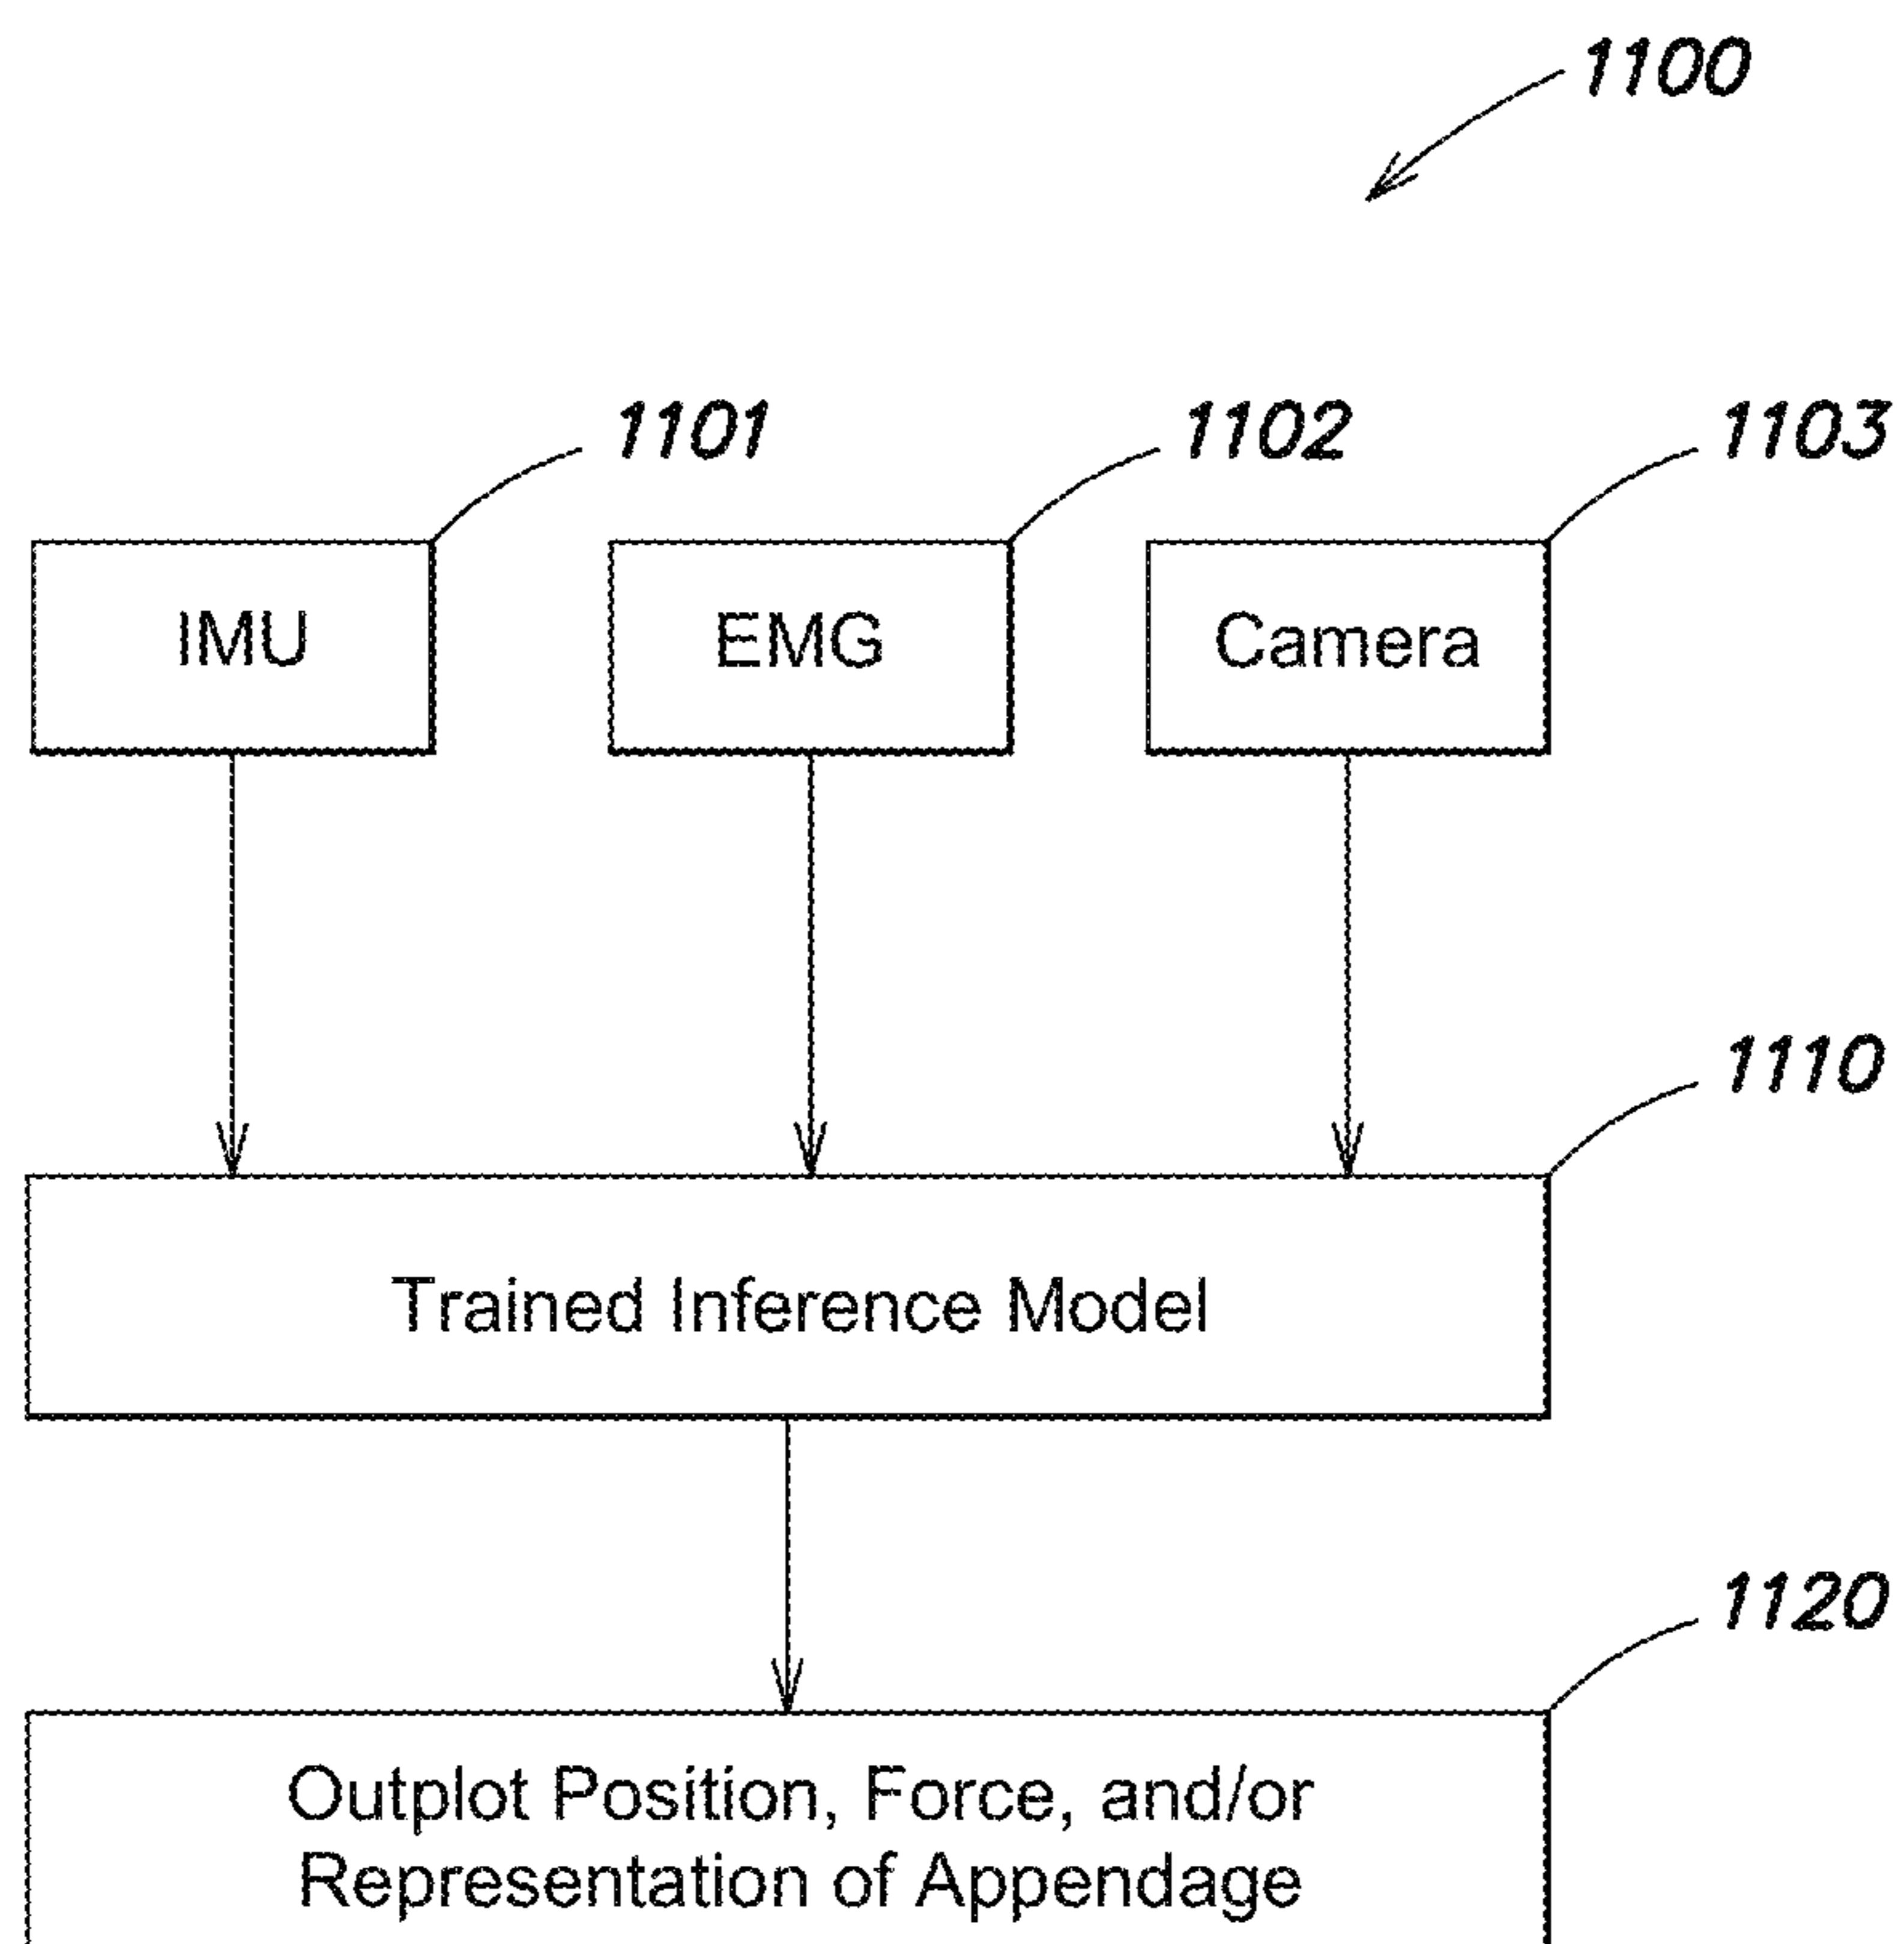 1100
1101
1102
1103
IMU
EMG
Camera
1110
Trained Inference Model
1120
Outplot Position, Force, and/or
Representation of Appendage